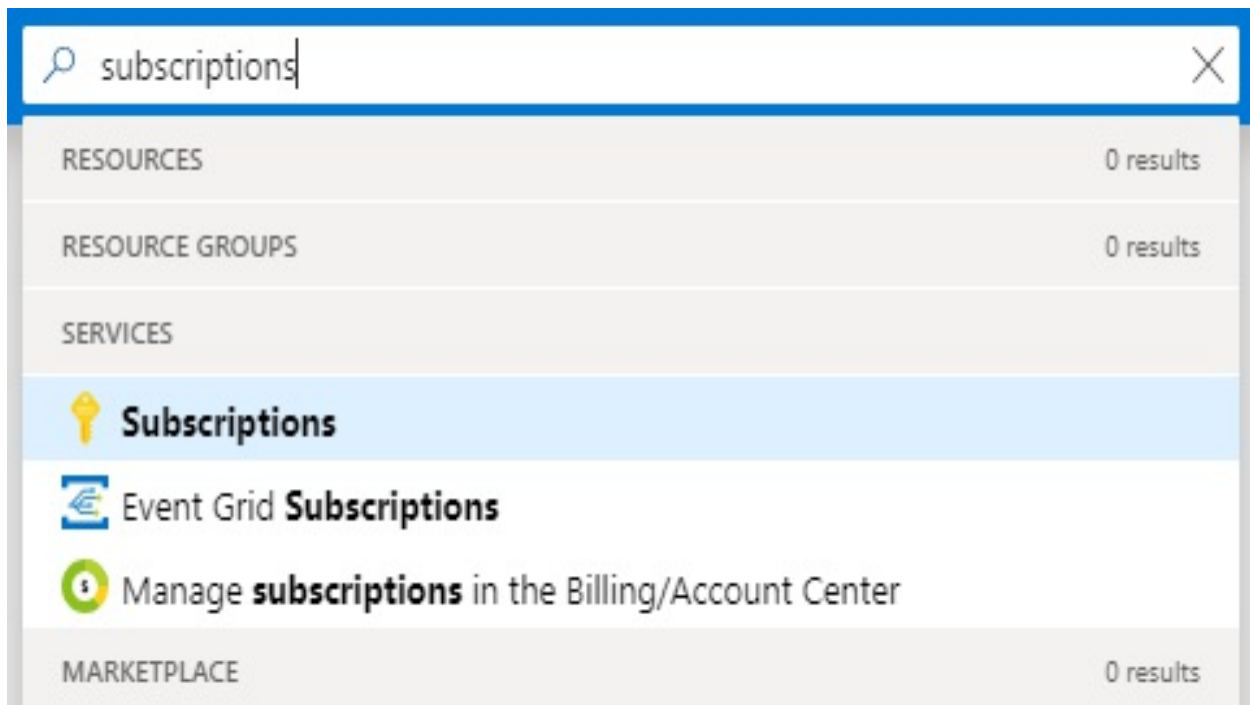 subscriptions
RESOURCES 0 results
RESOURCE GROUPS 0 results
SERVICES
Subscriptions
Event Grid Subscriptions
$ Manage subscriptions in the Billing/Account Center
MARKETPLACE 0 results